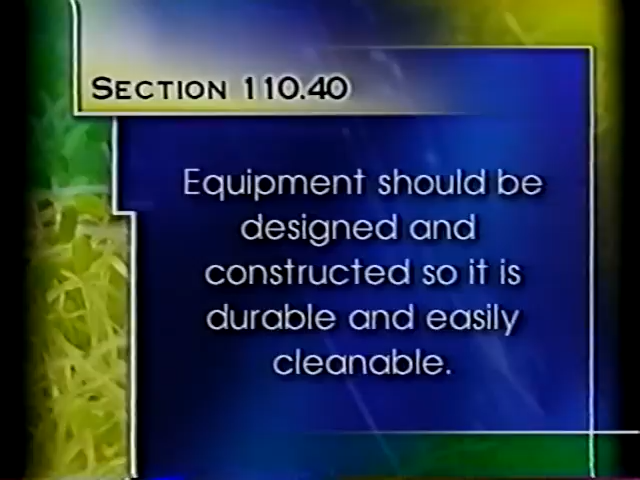 SECTION 110.40
Equipment should be
designed and
constructed so it is
durable and easily
cleanable.